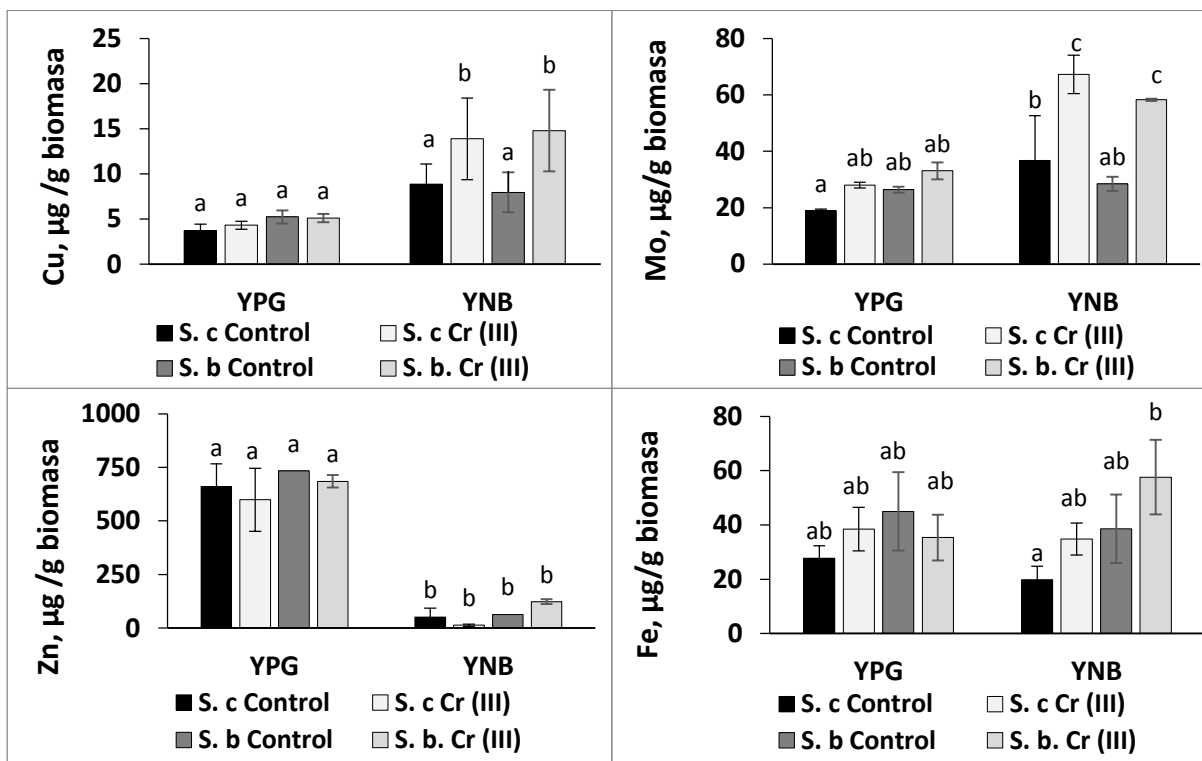 Cu, µg /g biomasa
25
20
15
10
5
0
a a a a
a b a b
YPG YNB
S. c Control S. c Cr (III)
S. b Control S. b. Cr (III)
Mo, µg/g biomasa
80
60
40
20
0
a ab ab ab
b c ab c
YPG YNB
S. c Control S. c Cr (III)
S. b Control S. b. Cr (III)
Zn, µg /g biomasa
1000
750
500
250
0
a a a a
b b b b
YPG YNB
S. c Control S. c Cr (III)
S. b Control S. b. Cr (III)
Fe, µg/g biomasa
80
60
40
20
0
ab ab ab ab
a ab ab b
YPG YNB
S. c Control S. c Cr (III)
S. b Control S. b. Cr (III)